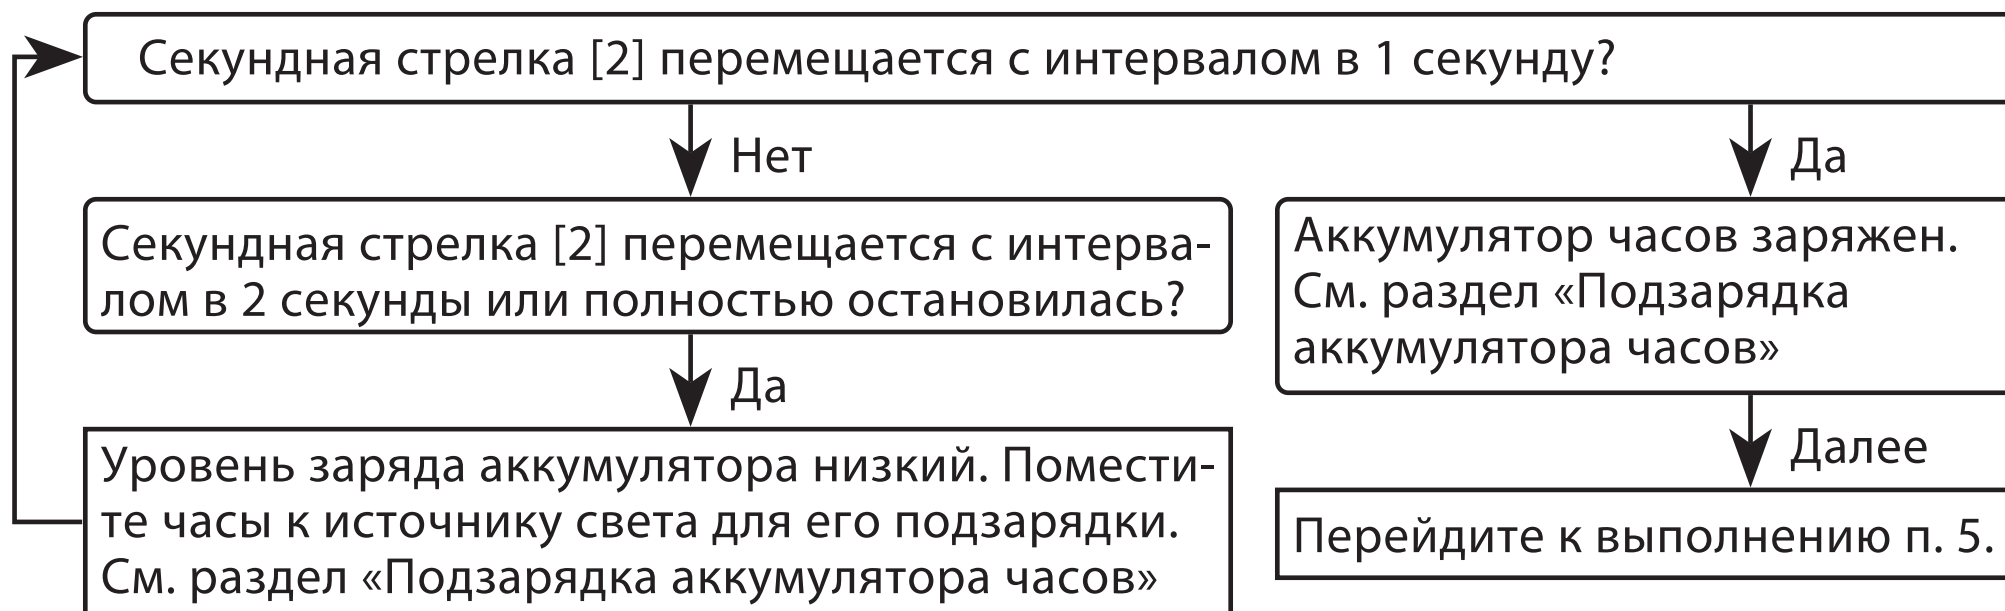 Секундная стрелка [2] перемещается с интервалом в 1 секунду?
Нет
Да
Секундная стрелка [2] перемещается с интерва-
лом в 2 секунды или полностью остановилась?
Аккумулятор часов заряжен.
См. раздел «Подзарядка
аккумулятора часов»
Да
Далее
Уровень заряда аккумулятора низкий. Помести-
те часы к источнику света для его подзарядки.
См. раздел «Подзарядка аккумулятора часов»
Перейдите к выполнению п. 5.